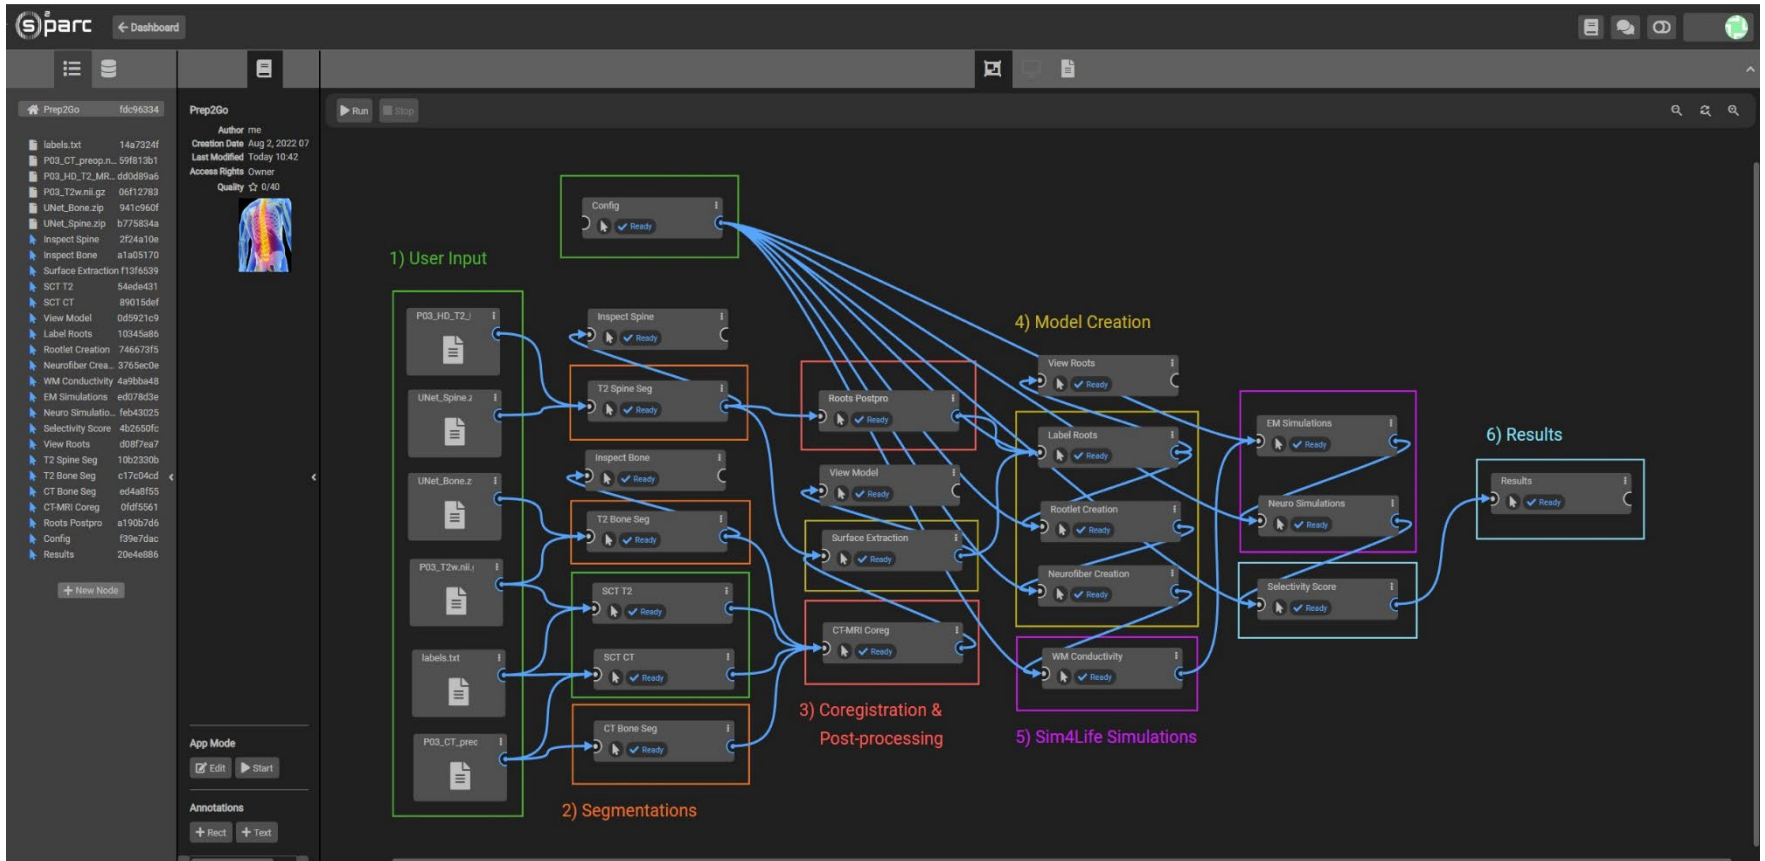 (s)parc
2
Dashboard
Prep2Go fdc96334
labels.txt 14a7324f
P03_CT_preop.n... 59f813b1
P03_HD_T2_MR... dd0d89a6
P03_T2w.nii.gz 06f12783
UNet_Bone.zip 941c960f
UNet_Spine.zip b775834a
Inspect Spine 2f24a10e
Inspect Bone a1a05170
Surface Extraction f13f6539
SCT T2 54ede431
SCT CT 89015def
View Model 0d5921c9
Label Roots 10345a86
Rootlet Creation 746673f5
Neurofiber Crea... 3765ec0e
WM Conductivity 4a9bba48
EM Simulations ed078d3e
Neuro Simulatio... feb43025
Selectivity Score 4b2650fc
View Roots d08f7ea7
T2 Spine Seg 10b2330b
T2 Bone Seg c17c04cd
CT Bone Seg ed4a8f55
CT-MRI Coreg 0fdf5561
Roots Postpro a190b7d6
Config f39e7dac
Results 20e4e886
+ New Node
Prep2Go
Author me
Creation Date Aug 2, 2022 07
Last Modified Today 10:42
Access Rights Owner
Quality 0/40
App Mode
Edit Start
Annotations
+ Rect + Text
Run Stop
1) User Input
P03_HD_T2_
UNet_Spine.z
UNet_Bone.z
P03_T2w.nii.
labels.txt
P03_CT_prec
Config
Ready
Inspect Spine
Ready
T2 Spine Seg
Ready
Inspect Bone
Ready
T2 Bone Seg
Ready
SCT T2
Ready
SCT CT
Ready
CT Bone Seg
Ready
2) Segmentations
Roots Postpro
Ready
View Model
Ready
Surface Extraction
Ready
CT-MRI Coreg
Ready
3) Coregistration &
Post-processing
4) Model Creation
View Roots
Ready
Label Roots
Ready
Rootlet Creation
Ready
Neurofiber Creation
Ready
WM Conductivity
Ready
5) Sim4Life Simulations
EM Simulations
Ready
Neuro Simulations
Ready
Selectivity Score
Ready
6) Results
Results
Ready